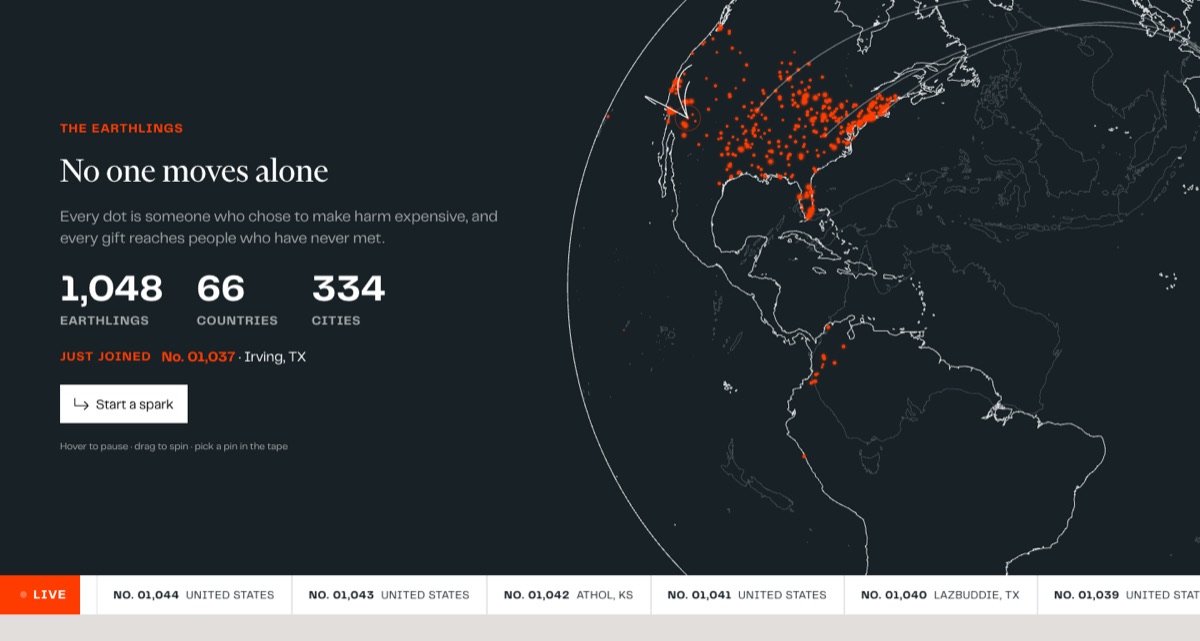 THE EARTHLINGS
No one moves alone
Every dot is someone who chose to make harm expensive, and
every gift reaches people who have never met.
1,048 66 334
EARTHLINGS COUNTRIES CITIES
JUST JOINED No. 01,037 · Irving, TX
Start a spark
Hover to pause · drag to spin · pick a pin in the tape
LIVE NO. 01,044 UNITED STATES NO. 01,043 UNITED STATES NO. 01,042 ATHOL, KS NO. 01,041 UNITED STATES NO. 01,040 LAZBUDDIE, TX NO. 01,039 UNITED STAT